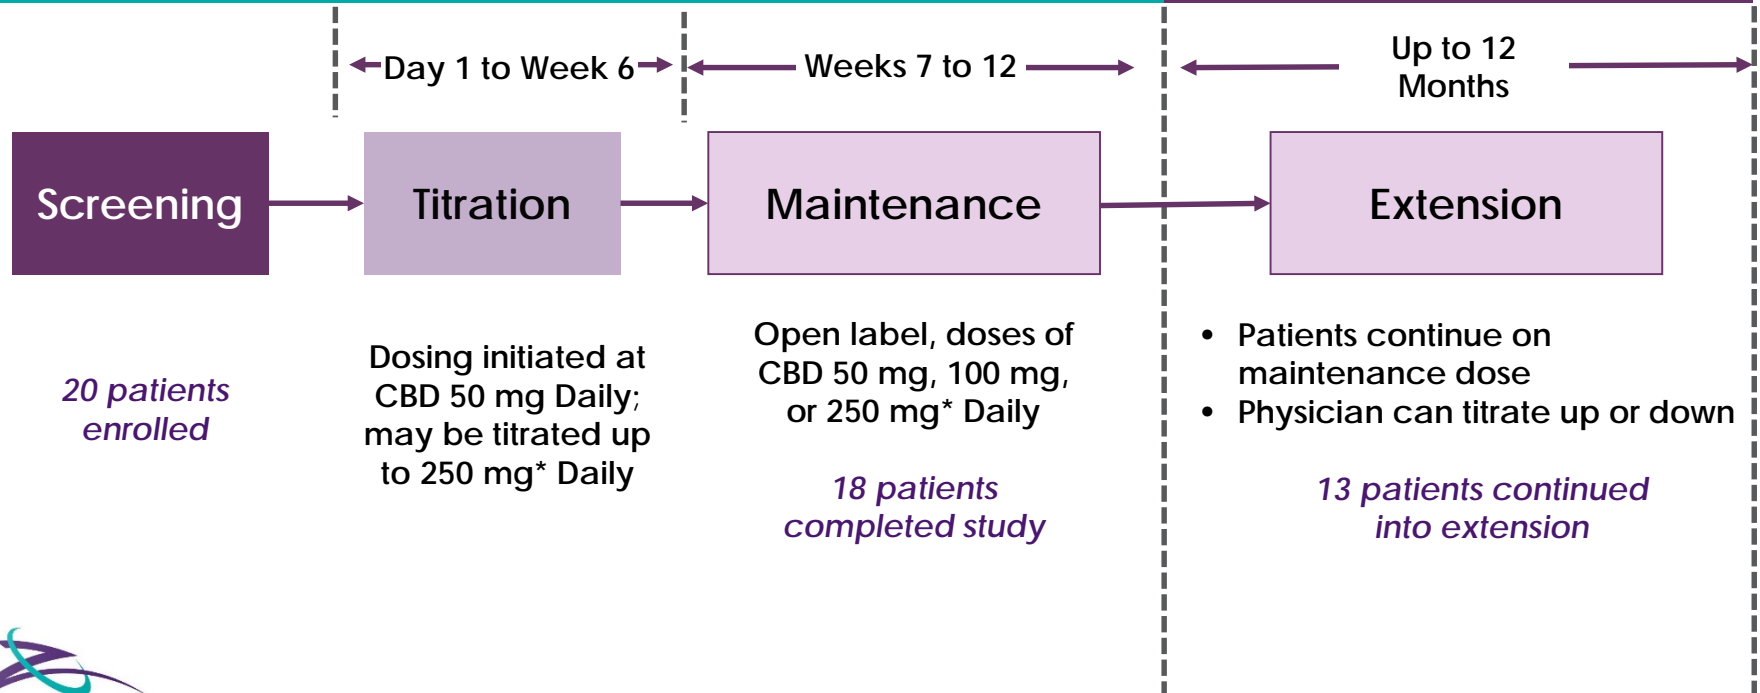 Day 1 to Week 6
Weeks 7 to 12
Up to 12
Months
Screening
Titration
Maintenance
Extension
20 patients
enrolled
Dosing initiated at
CBD 50 mg Daily;
may be titrated up
to 250 mg* Daily
Open label, doses of
CBD 50 mg, 100 mg,
or 250 mg* Daily
18 patients
completed study
• Patients continue on
maintenance dose
• Physician can titrate up or down
13 patients continued
into extension